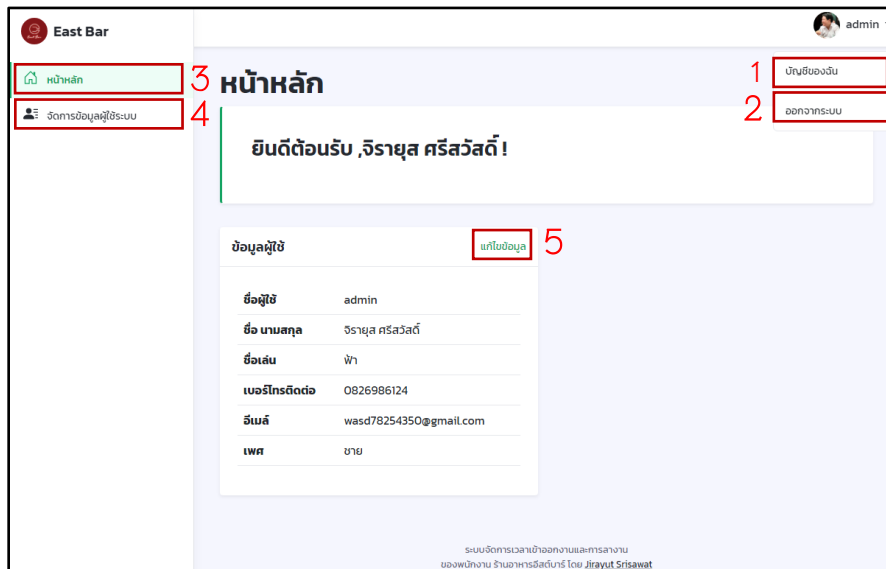 East Bar
admin
หน้าหลัก
3
จัดการข้อมูลผู้ใช้ระบบ
4
หน้าหลัก
1
บัญชีของฉัน
2
ออกจากระบบ
ยินดีต้อนรับ ,จิรายุส ศรีสวัสดิ์ !
ข้อมูลผู้ใช้
แก้ไขข้อมูล
5
ชื่อผู้ใช้ admin
ชื่อ นามสกุล จิรายุส ศรีสวัสดิ์
ชื่อเล่น ฟ้า
เบอร์โทรติดต่อ 0826986124
อีเมล์ wasd78254350@gmail.com
เพศ ชาย
ระบบจัดการเวลาเข้าออกงานและการลางาน
ของพนักงาน ร้านอาหารอีสต์บาร์ โดย Jirayut Srisawat